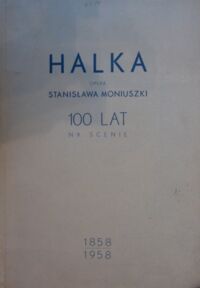 HALKA
OPERA
STANISŁAWA MONIUSZKI
100 LAT
NA SCENIE
1858
1958